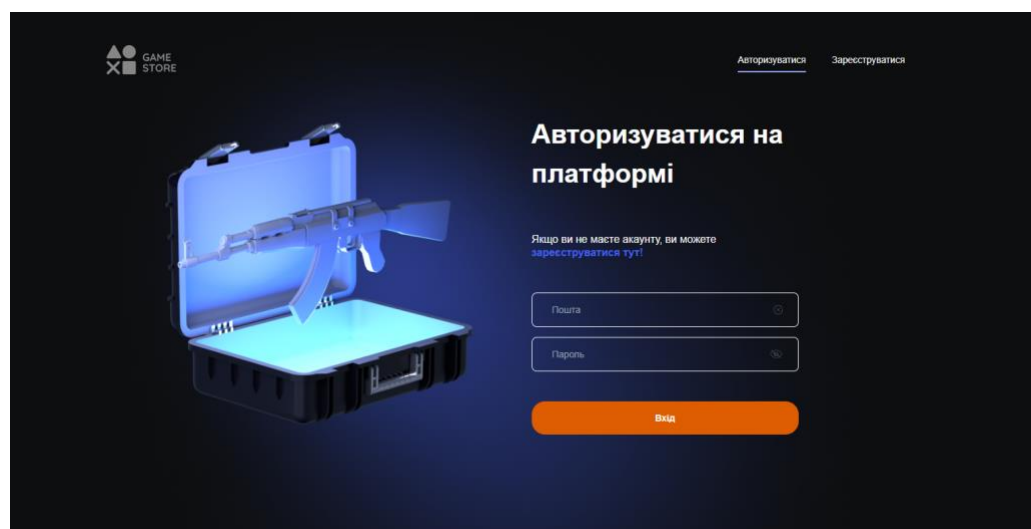 GAME
STORE
Авторизуватися
Зареєструватися
Авторизуватися на
платформі
Якщо ви не маєте акаунту, ви можете
зареєструватися тут!
Пошта
Пароль
Вхід